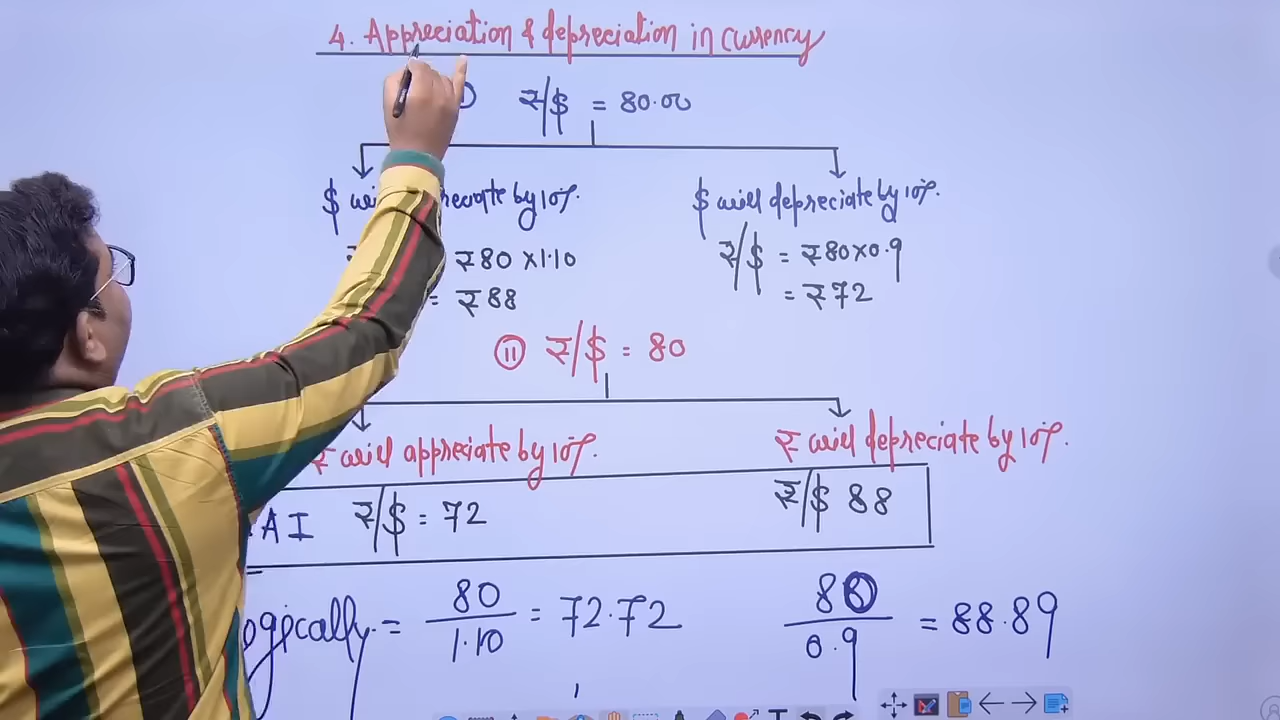 4. Appreciation & depreciation in currency
₹/$ = 80.00
$ will by 10%.
$ will depreciate by 10%.
₹80 × 1.10
₹/$ = ₹80×0.9
= ₹88
= ₹72
II ₹/$ = 80
₹ will appreciate by 10%.
₹ will depreciate by 10%.
AI ₹/$ = 72
₹/$ 88
= 80/1.10 = 72.72
80/0.9 = 88.89